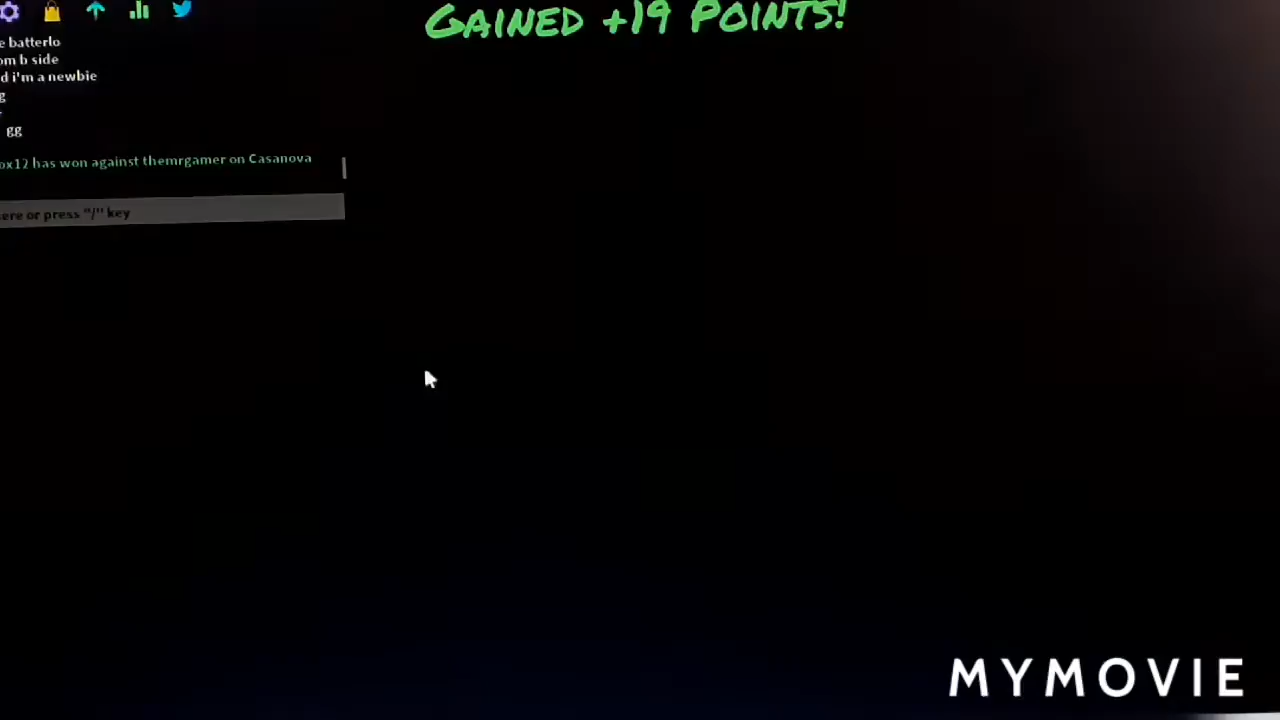 GAINED +19 POINTS!
e batterlo
om b side
d i'm a newbie
g
gg
ox12 has won against themrgamer on Casanova
ere or press "/" key
MYMOVIE